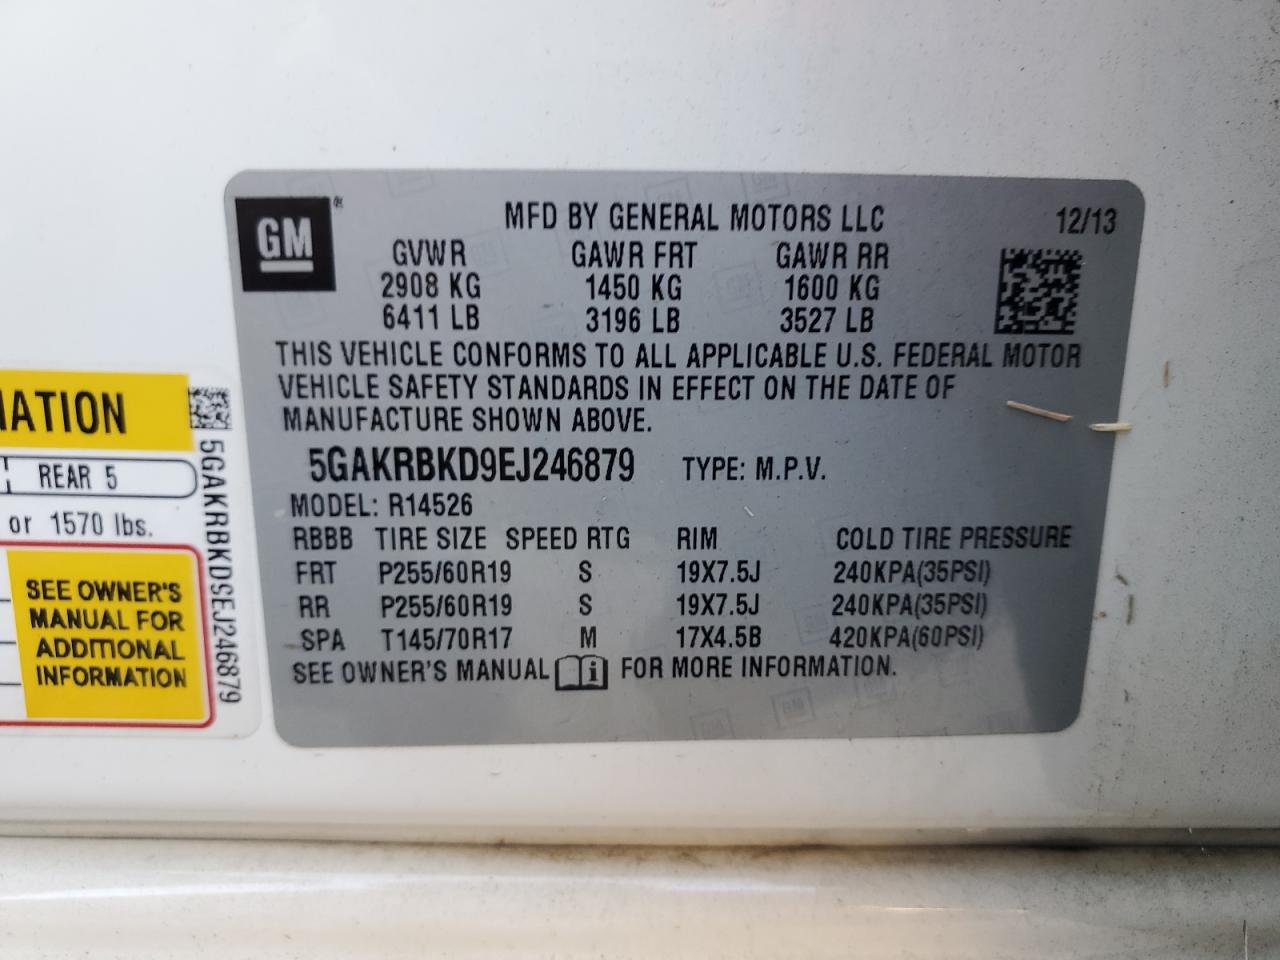 GM
MFD BY GENERAL MOTORS LLC 12/13
GVWR GAWR FRT GAWR RR
2908 KG 1450 KG 1600 KG
6411 LB 3196 LB 3527 LB
THIS VEHICLE CONFORMS TO ALL APPLICABLE U.S. FEDERAL MOTOR
VEHICLE SAFETY STANDARDS IN EFFECT ON THE DATE OF
MANUFACTURE SHOWN ABOVE.
5GAKRBKD9EJ246879 TYPE: M.P.V.
MODEL: R14526
RBBB TIRE SIZE SPEED RTG RIM COLD TIRE PRESSURE
FRT P255/60R19 S 19X7.5J 240KPA(35PSI)
RR P255/60R19 S 19X7.5J 240KPA(35PSI)
SPA T145/70R17 M 17X4.5B 420KPA(60PSI)
SEE OWNER'S MANUAL i FOR MORE INFORMATION.
MATION
REAR 5
or 1570 lbs.
SEE OWNER'S
MANUAL FOR
ADDITIONAL
INFORMATION
5GAKRBKD9EJ246879